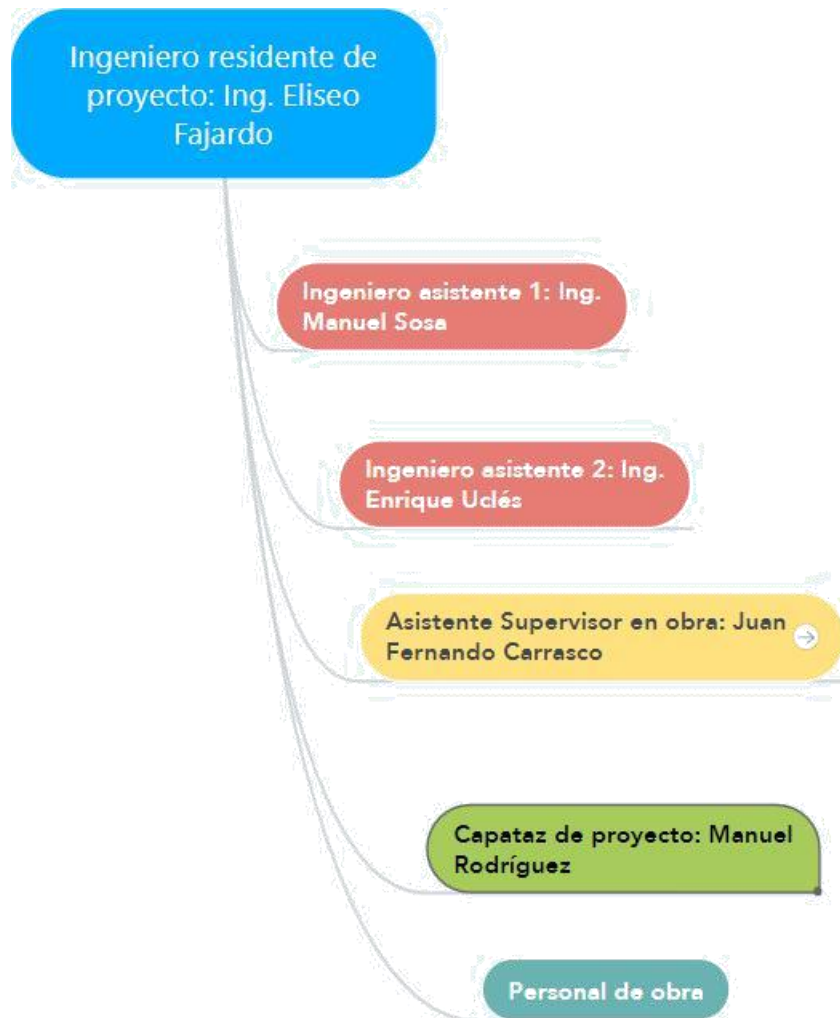 Ingeniero residente de
proyecto: Ing. Eliseo
Fajardo
Ingeniero asistente 1: Ing.
Manuel Sosa
Ingeniero asistente 2: Ing.
Enrique Uclés
Asistente Supervisor en obra: Juan
Fernando Carrasco
Capataz de proyecto: Manuel
Rodríguez
Personal de obra